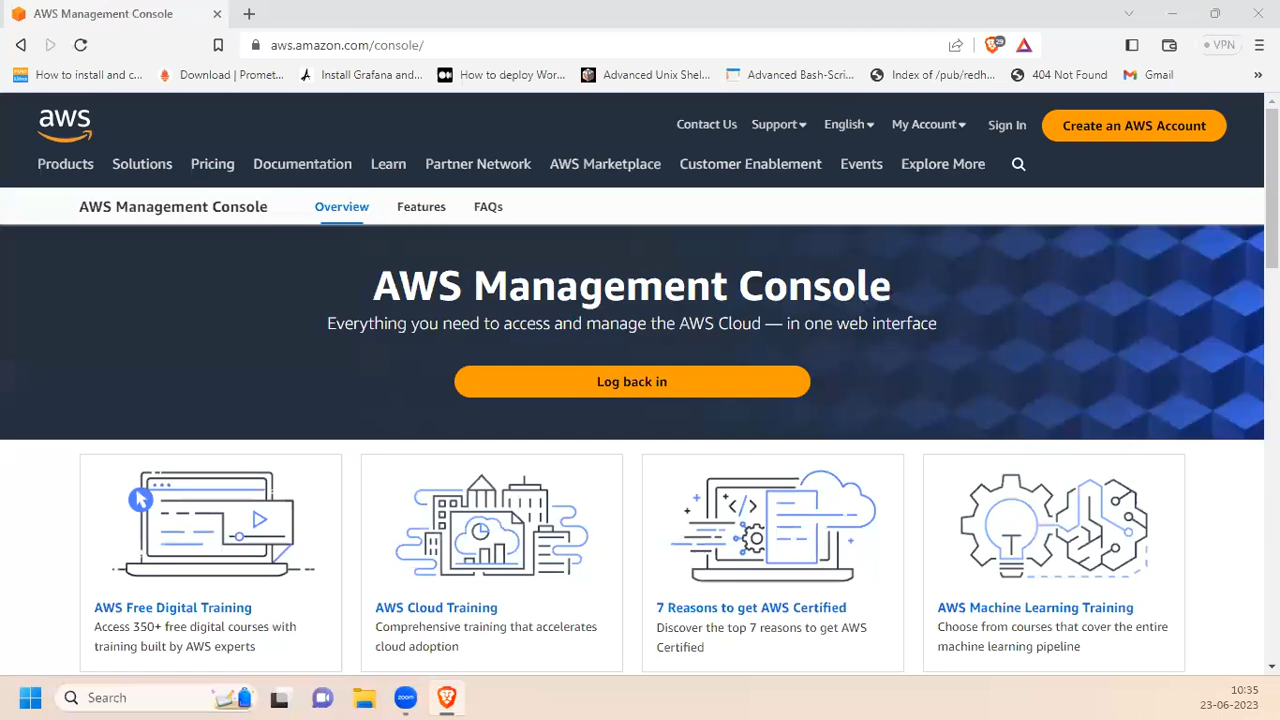 AWS Management Console
aws.amazon.com/console/
29
VPN
How to install and c...
Download | Promet...
Install Grafana and...
How to deploy Wor...
Advanced Unix Shel...
Advanced Bash-Scri...
Index of /pub/redh...
404 Not Found
Gmail
aws
Contact Us
Support
English
My Account
Sign In
Create an AWS Account
Products
Solutions
Pricing
Documentation
Learn
Partner Network
AWS Marketplace
Customer Enablement
Events
Explore More
AWS Management Console
Overview
Features
FAQs
AWS Management Console
Everything you need to access and manage the AWS Cloud — in one web interface
Log back in
AWS Free Digital Training
Access 350+ free digital courses with
training built by AWS experts
AWS Cloud Training
Comprehensive training that accelerates
cloud adoption
7 Reasons to get AWS Certified
Discover the top 7 reasons to get AWS
Certified
AWS Machine Learning Training
Choose from courses that cover the entire
machine learning pipeline
Search
zoom
10:35
23-06-2023